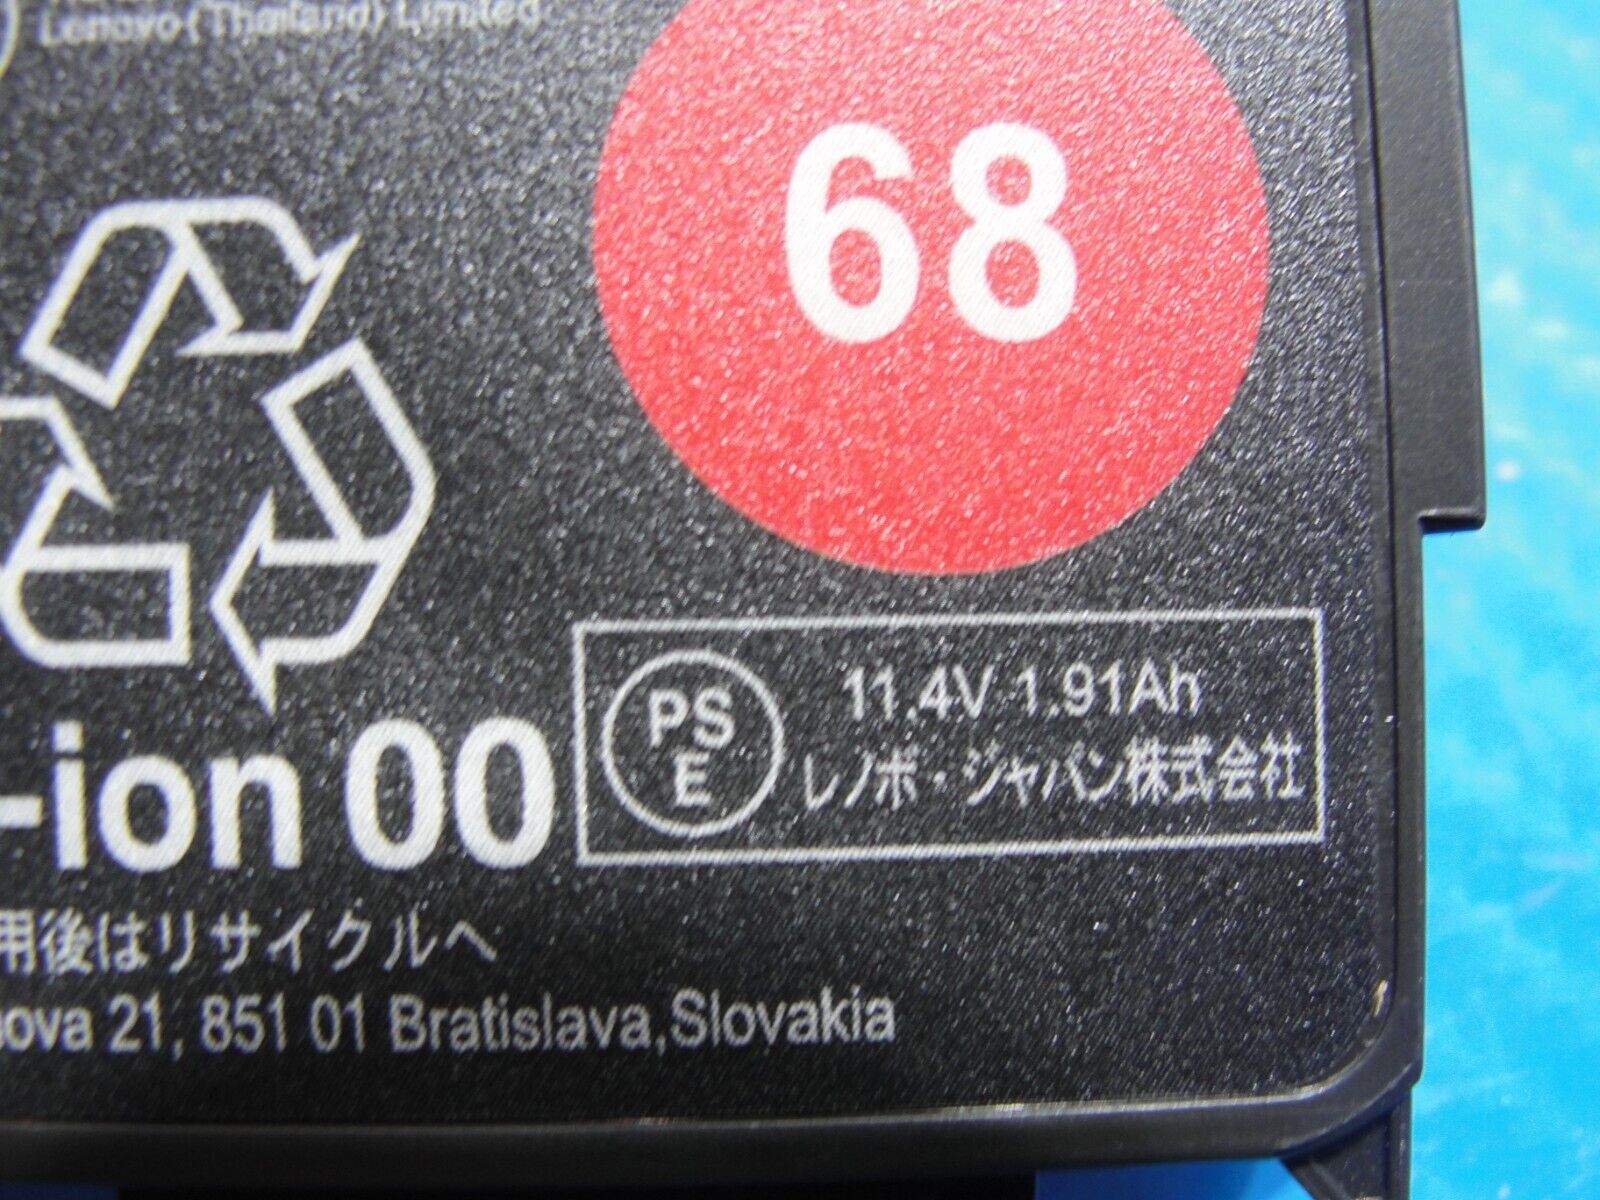 Lenovo (Thailand) Limited
68
PS
E
11.4V 1.91Ah
レノボ・ジャパン株式会社
-ion 00
用後はリサイクルへ
ova 21, 851 01 Bratislava,Slovakia